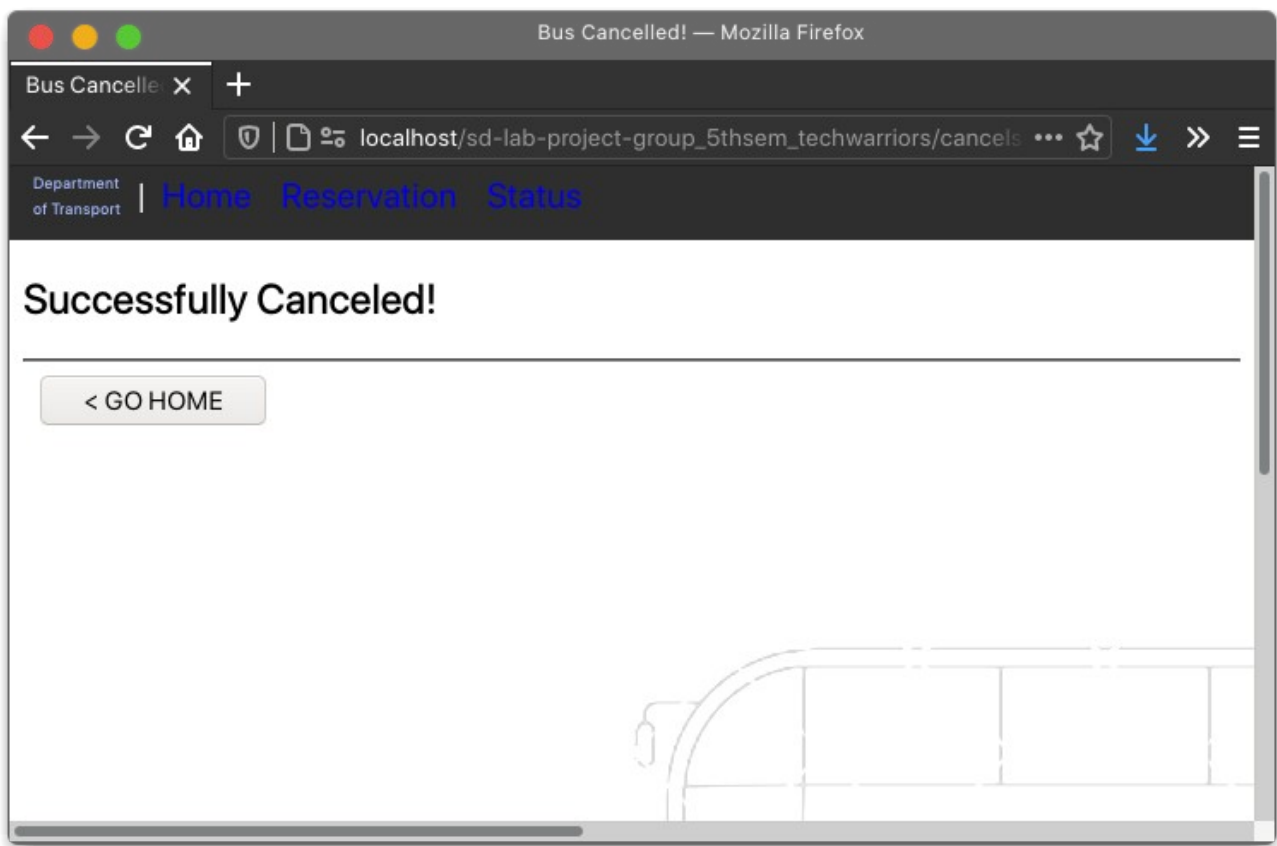 Bus Cancelled! — Mozilla Firefox
Bus Cancelle
localhost/sd-lab-project-group_5thsem_techwarriors/cancels
Department
of Transport | Home Reservation Status
Successfully Canceled!
< GO HOME